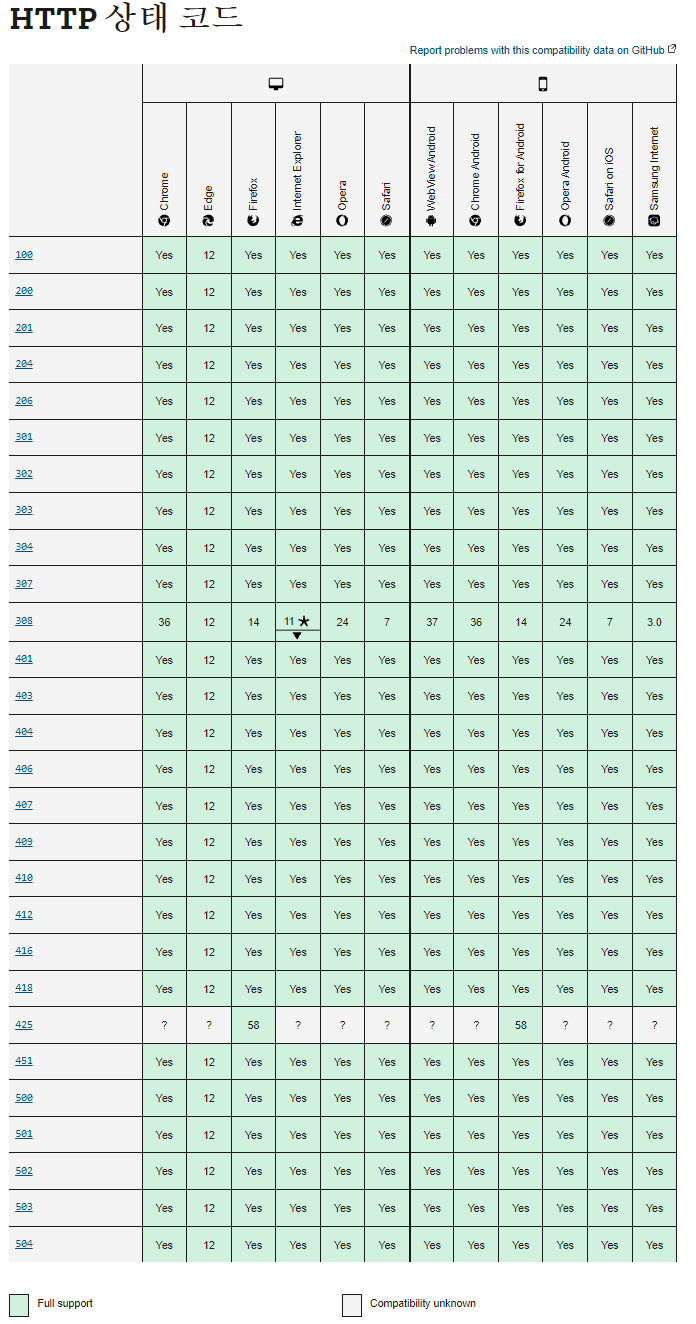 HTTP 상태 코드
Report problems with this compatibility data on GitHub
Chrome
Edge
Firefox
Internet Explorer
Opera
Safari
WebView Android
Chrome Android
Firefox for Android
Opera Android
Safari on iOS
Samsung Internet
100 Yes 12 Yes Yes Yes Yes Yes Yes Yes Yes Yes Yes
200 Yes 12 Yes Yes Yes Yes Yes Yes Yes Yes Yes Yes
201 Yes 12 Yes Yes Yes Yes Yes Yes Yes Yes Yes Yes
204 Yes 12 Yes Yes Yes Yes Yes Yes Yes Yes Yes Yes
206 Yes 12 Yes Yes Yes Yes Yes Yes Yes Yes Yes Yes
301 Yes 12 Yes Yes Yes Yes Yes Yes Yes Yes Yes Yes
302 Yes 12 Yes Yes Yes Yes Yes Yes Yes Yes Yes Yes
303 Yes 12 Yes Yes Yes Yes Yes Yes Yes Yes Yes Yes
304 Yes 12 Yes Yes Yes Yes Yes Yes Yes Yes Yes Yes
307 Yes 12 Yes Yes Yes Yes Yes Yes Yes Yes Yes Yes
308 36 12 14 11 ★ 24 7 37 36 14 24 7 3.0
401 Yes 12 Yes Yes Yes Yes Yes Yes Yes Yes Yes Yes
403 Yes 12 Yes Yes Yes Yes Yes Yes Yes Yes Yes Yes
404 Yes 12 Yes Yes Yes Yes Yes Yes Yes Yes Yes Yes
406 Yes 12 Yes Yes Yes Yes Yes Yes Yes Yes Yes Yes
407 Yes 12 Yes Yes Yes Yes Yes Yes Yes Yes Yes Yes
409 Yes 12 Yes Yes Yes Yes Yes Yes Yes Yes Yes Yes
410 Yes 12 Yes Yes Yes Yes Yes Yes Yes Yes Yes Yes
412 Yes 12 Yes Yes Yes Yes Yes Yes Yes Yes Yes Yes
416 Yes 12 Yes Yes Yes Yes Yes Yes Yes Yes Yes Yes
418 Yes 12 Yes Yes Yes Yes Yes Yes Yes Yes Yes Yes
425 ? ? 58 ? ? ? ? ? 58 ? ? ?
451 Yes 12 Yes Yes Yes Yes Yes Yes Yes Yes Yes Yes
500 Yes 12 Yes Yes Yes Yes Yes Yes Yes Yes Yes Yes
501 Yes 12 Yes Yes Yes Yes Yes Yes Yes Yes Yes Yes
502 Yes 12 Yes Yes Yes Yes Yes Yes Yes Yes Yes Yes
503 Yes 12 Yes Yes Yes Yes Yes Yes Yes Yes Yes Yes
504 Yes 12 Yes Yes Yes Yes Yes Yes Yes Yes Yes Yes
Full support
Compatibility unknown